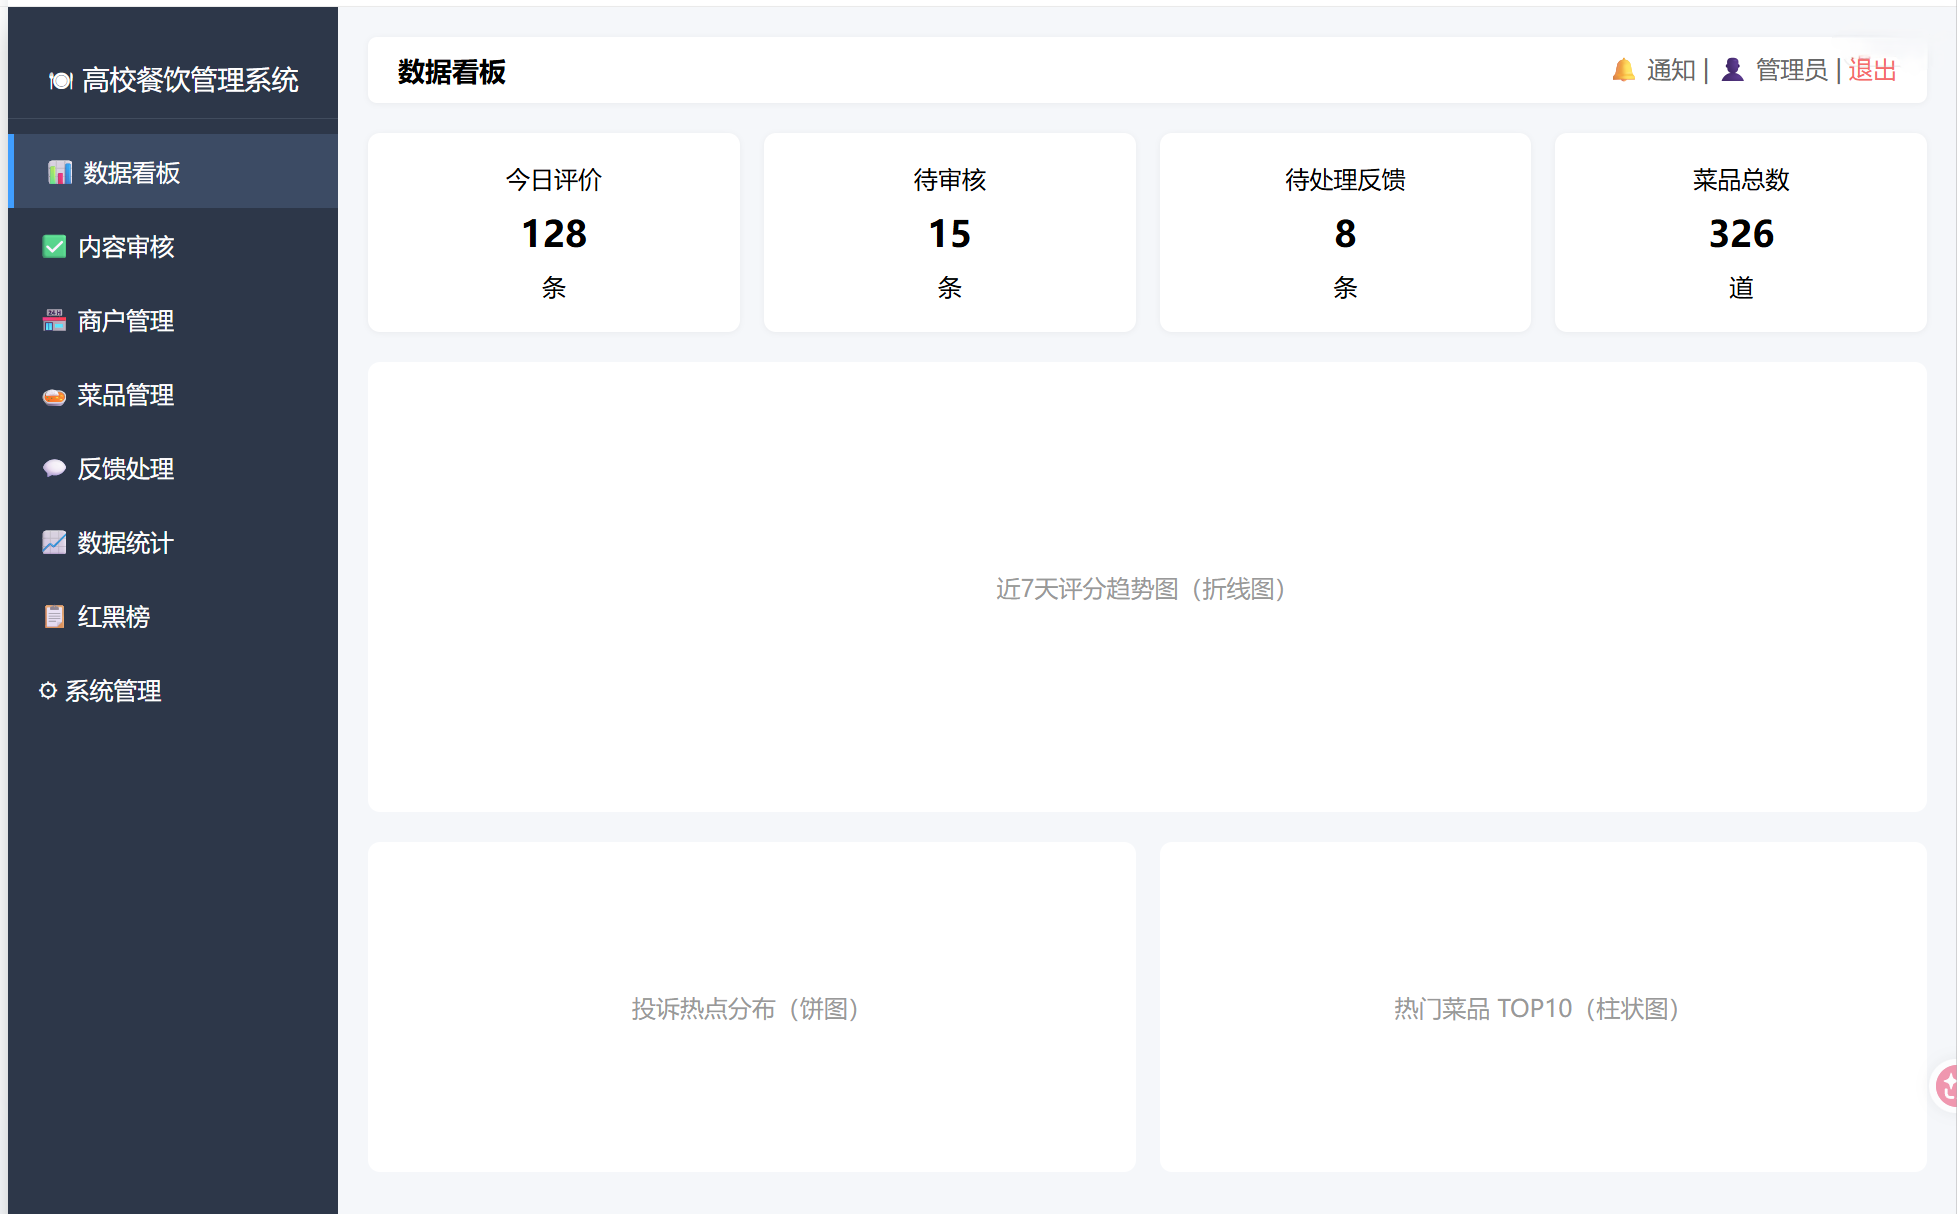 高校餐饮管理系统
数据看板
内容审核
商户管理
菜品管理
反馈处理
数据统计
红黑榜
系统管理
数据看板
通知 | 管理员 | 退出
今日评价
128
条
待审核
15
条
待处理反馈
8
条
菜品总数
326
道
近7天评分趋势图（折线图）
投诉热点分布（饼图）
热门菜品 TOP10（柱状图）